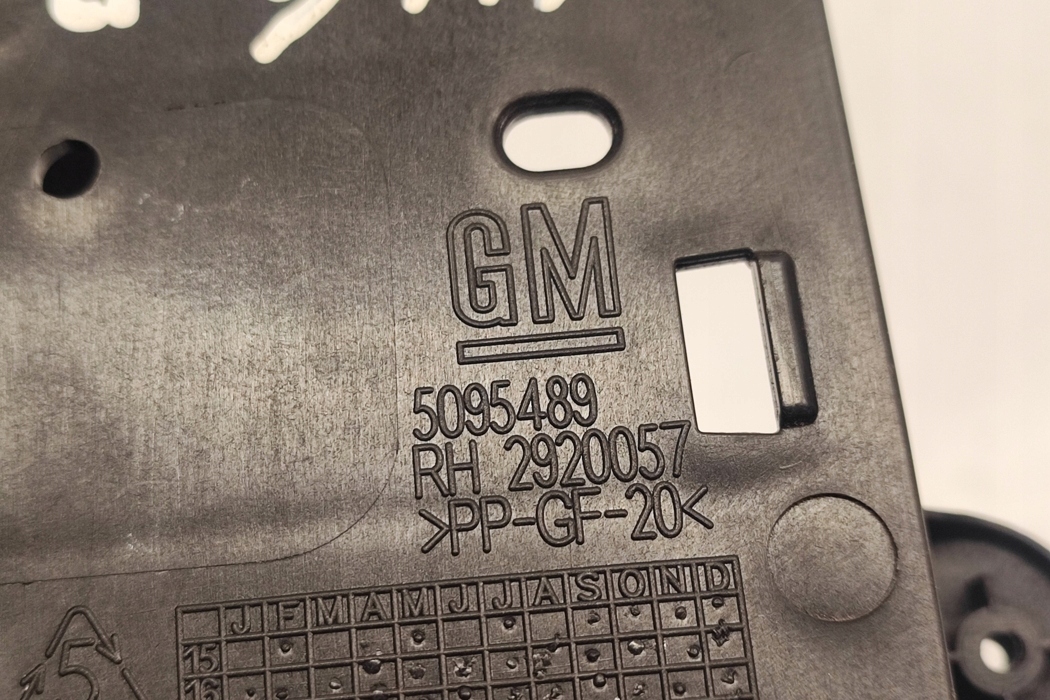 GM
5095489
RH 2920057
>PP-GF-20<
J F M A M J J A S O N D
15
16
5